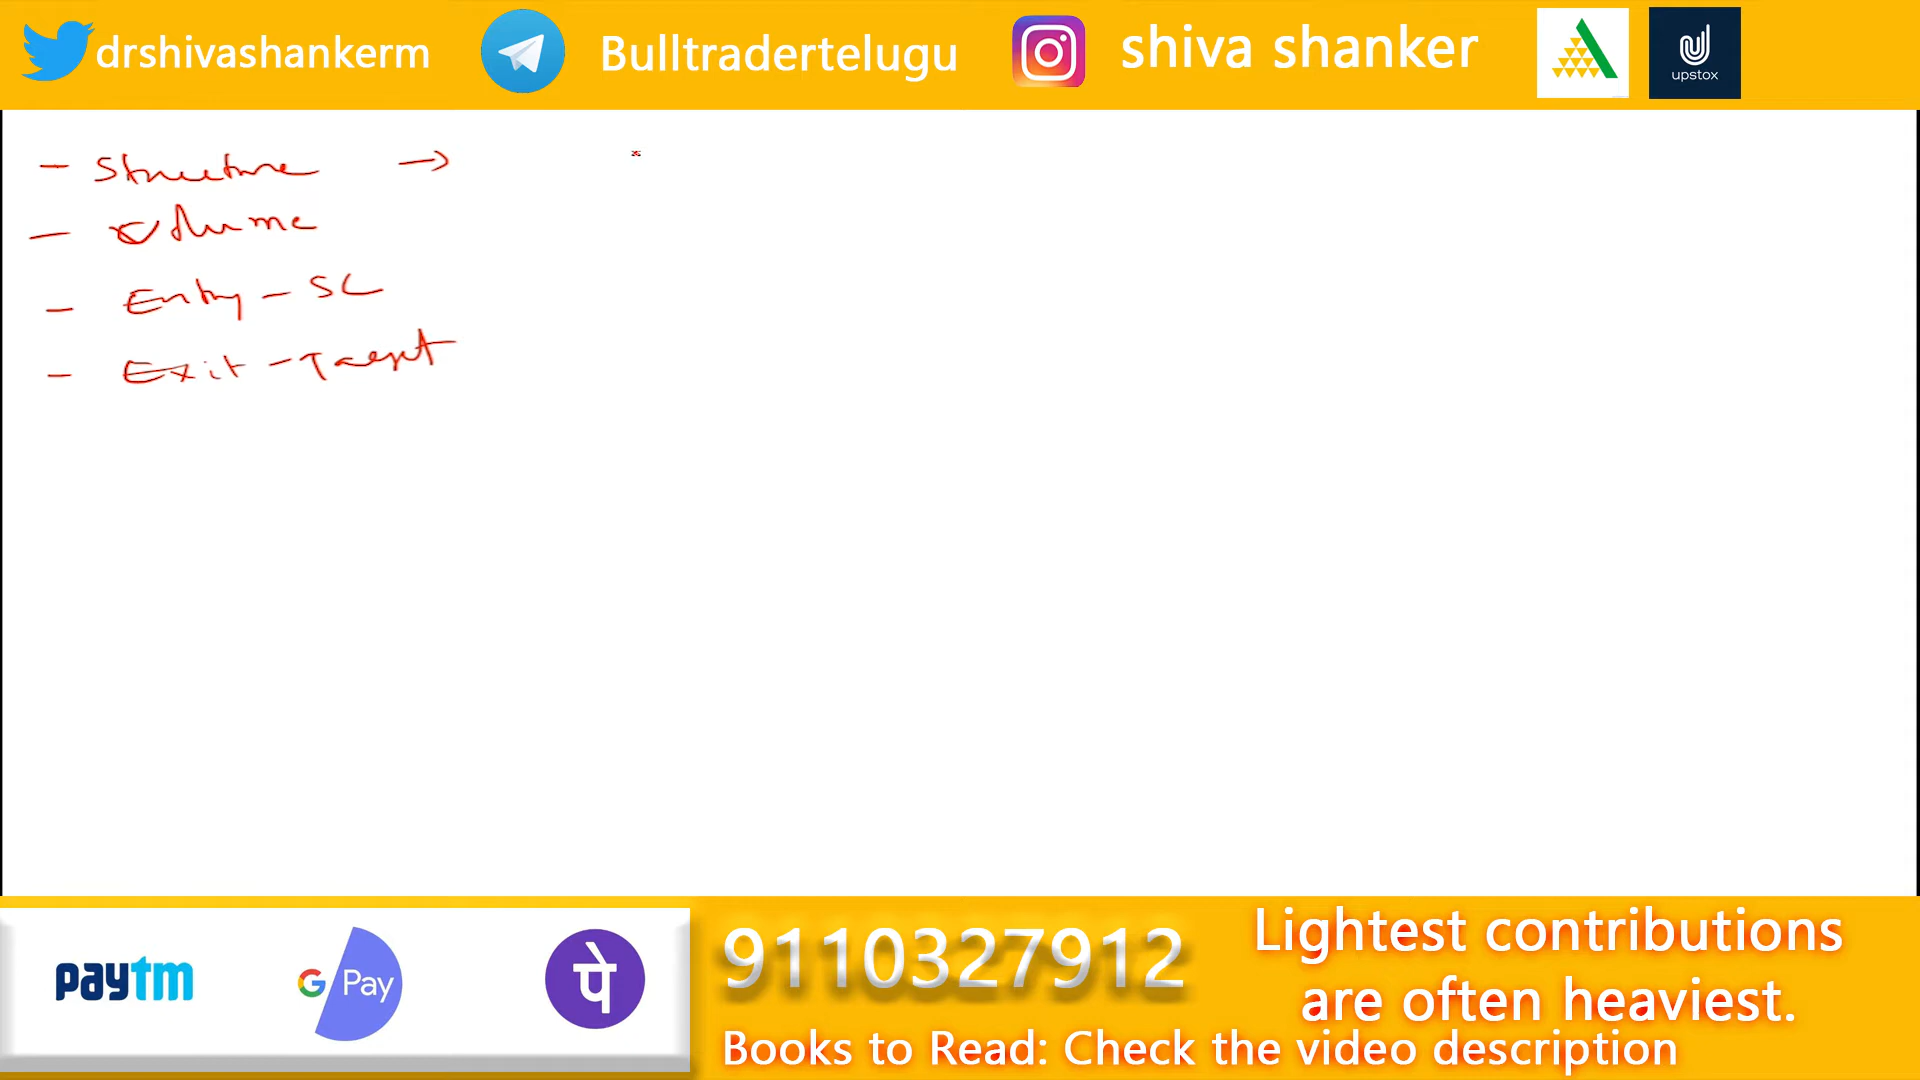 drshivashankerm
Bulltradertelugu
shiva shanker
upstox
- Structure →
- Volume
- Entry - SL
- Exit - Target
paytm
G Pay
पे
9110327912
Lightest contributions
are often heaviest.
Books to Read: Check the video description